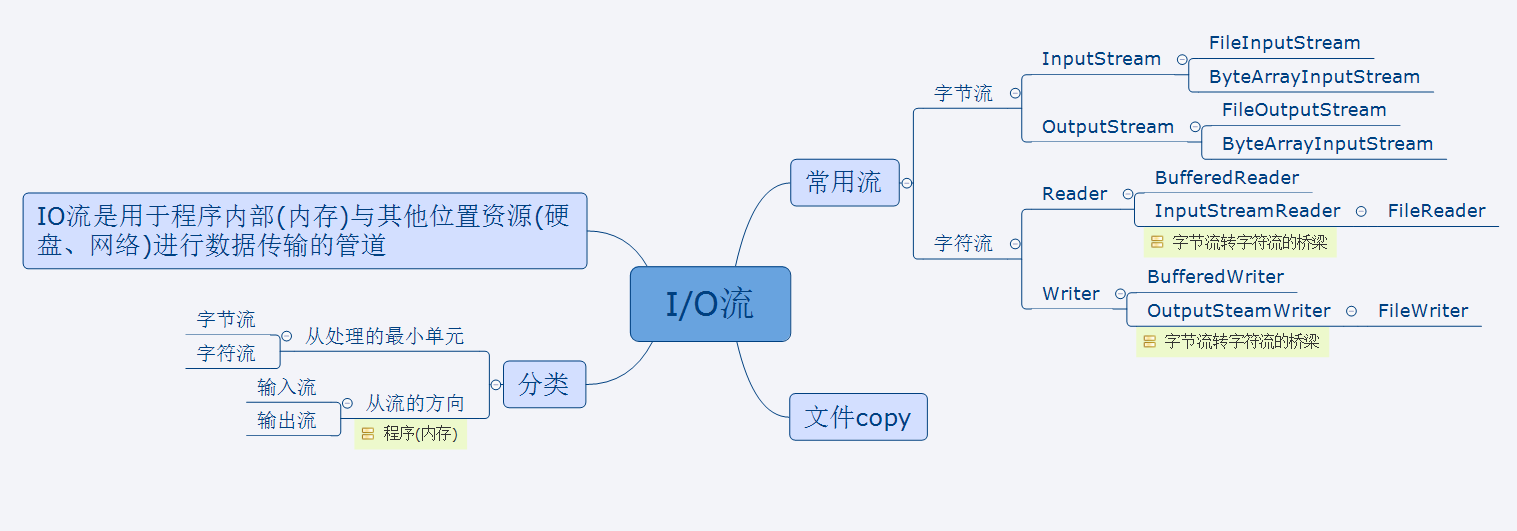 I/O流
IO流是用于程序内部(内存)与其他位置资源(硬
盘、网络)进行数据传输的管道
分类
从处理的最小单元
字节流
字符流
从流的方向
程序(内存)
输入流
输出流
常用流
字节流
InputStream
FileInputStream
ByteArrayInputStream
OutputStream
FileOutputStream
ByteArrayInputStream
字符流
Reader
BufferedReader
InputStreamReader
FileReader
字节流转字符流的桥梁
Writer
BufferedWriter
OutputSteamWriter
FileWriter
字节流转字符流的桥梁
文件copy